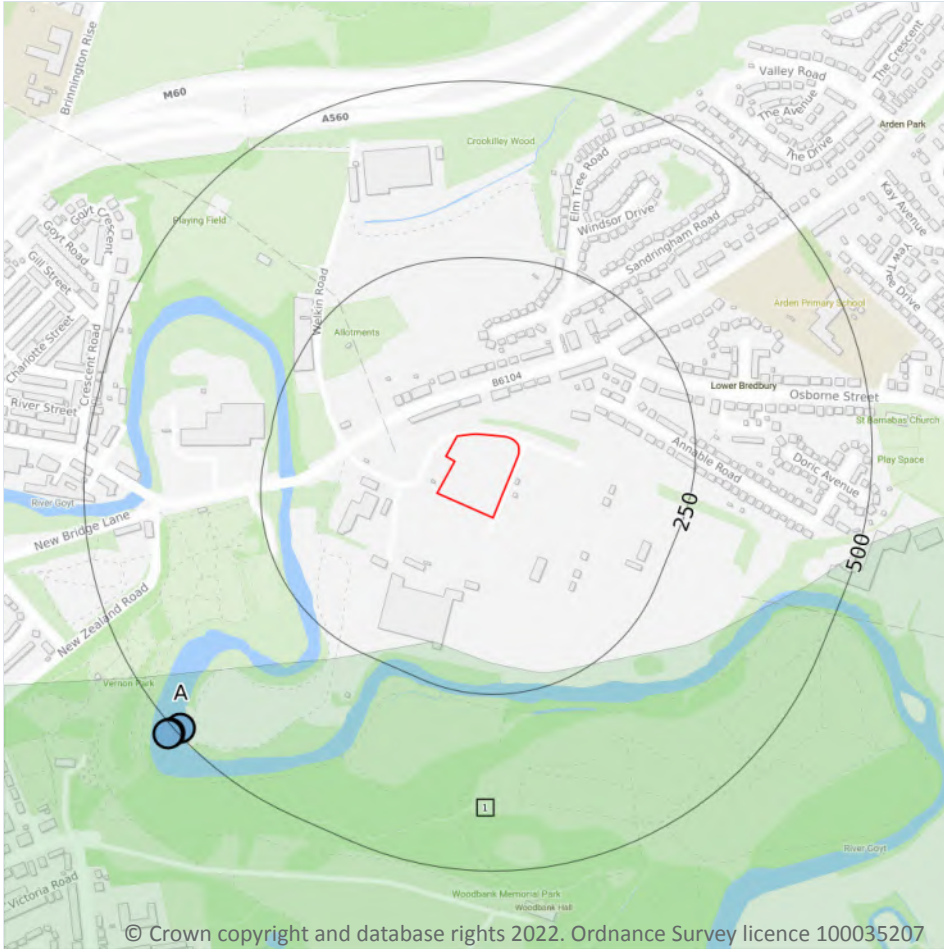 Brinnington Rise
M60
A560
Crookilley Wood
Valley Road
The Avenue
The Crescent
The Drive
Arden Park
Kay Avenue
Yew Tree Drive
Elm Tree Road
Windsor Drive
Sandringham Road
Playing Field
Goyt Crescent
Goyt Road
Gill Street
Charlotte Street
River Street
Crescent Road
Welkin Road
Allotments
B6104
Arden Primary School
Lower Bredbury
Osborne Street
St Barnabas Church
Play Space
Annable Road
Doric Avenue
River Goyt
New Bridge Lane
New Zealand Road
250
500
Vernon Park
A
1
River Goyt
Victoria Road
Woodbank Memorial Park
Woodbank Hall
© Crown copyright and database rights 2022. Ordnance Survey licence 100035207